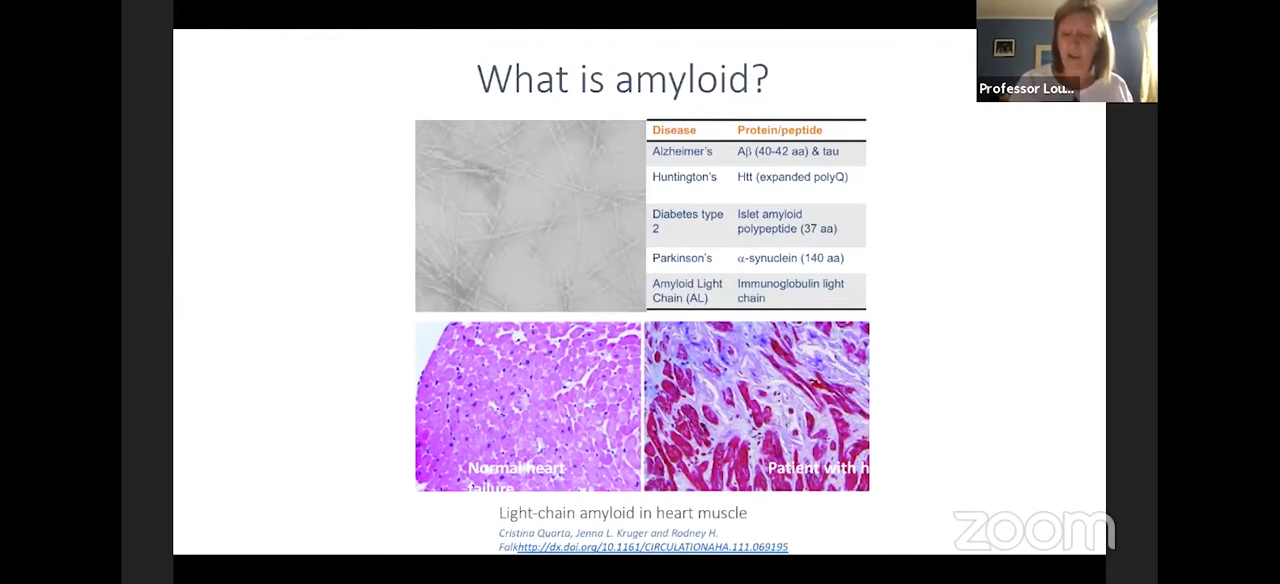 What is amyloid?
Professor Lou...
Disease Protein/peptide
Alzheimer's Aβ (40-42 aa) & tau
Huntington's Htt (expanded polyQ)
Diabetes type Islet amyloid
2 polypeptide (37 aa)
Parkinson's α-synuclein (140 aa)
Amyloid Light Immunoglobulin light
Chain (AL) chain
Normal heart
failure
Patient with h
Light-chain amyloid in heart muscle
Cristina Quarta, Jenna L. Kruger and Rodney H.
Falkhttp://dx.doi.org/10.1161/CIRCULATIONAHA.111.069195
zoom